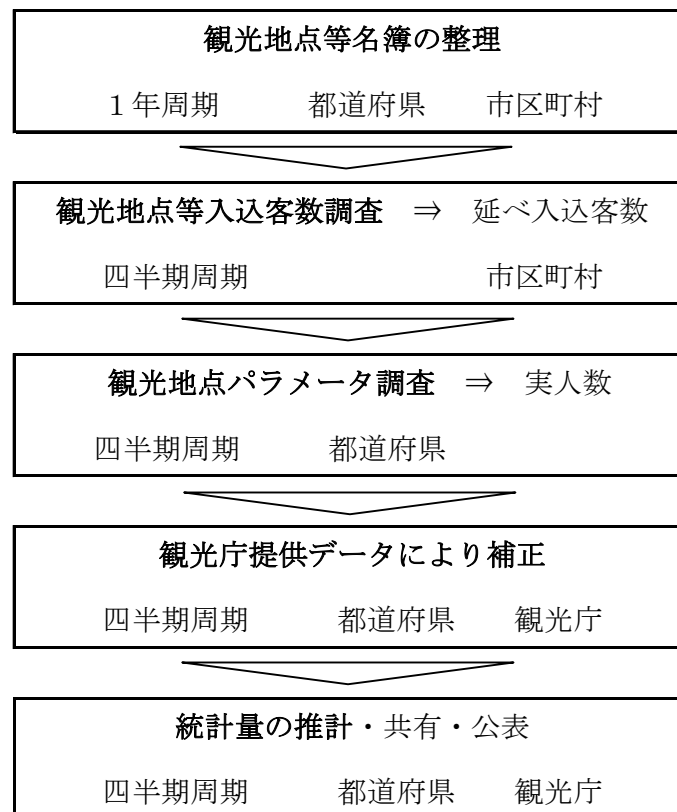 観光地点等名簿の整理
１年周期　都道府県　市区町村
観光地点等入込客数調査　⇒　延べ入込客数
四半期周期　市区町村
観光地点パラメータ調査　⇒　実人数
四半期周期　都道府県
観光庁提供データにより補正
四半期周期　都道府県　観光庁
統計量の推計・共有・公表
四半期周期　都道府県　観光庁